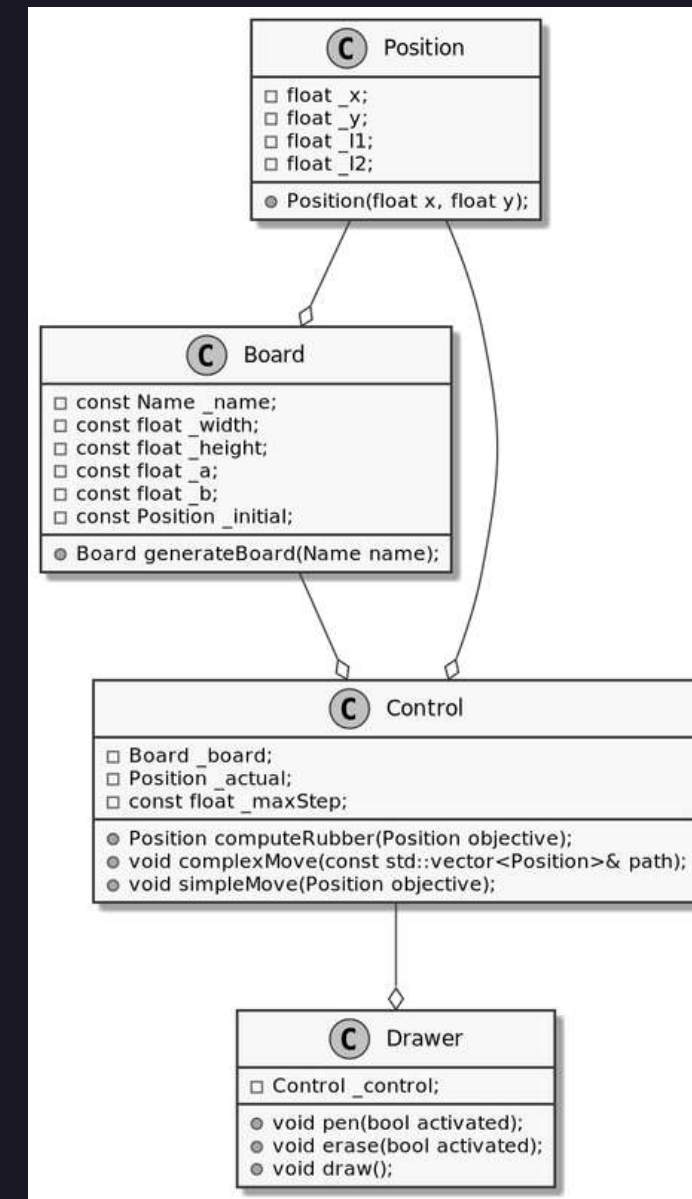 C Position
float _x;
float _y;
float _l1;
float _l2;
Position(float x, float y);
C Board
const Name _name;
const float _width;
const float _height;
const float _a;
const float _b;
const Position _initial;
Board generateBoard(Name name);
C Control
Board _board;
Position _actual;
const float _maxStep;
Position computeRubber(Position objective);
void complexMove(const std::vector<Position>& path);
void simpleMove(Position objective);
C Drawer
Control _control;
void pen(bool activated);
void erase(bool activated);
void draw();